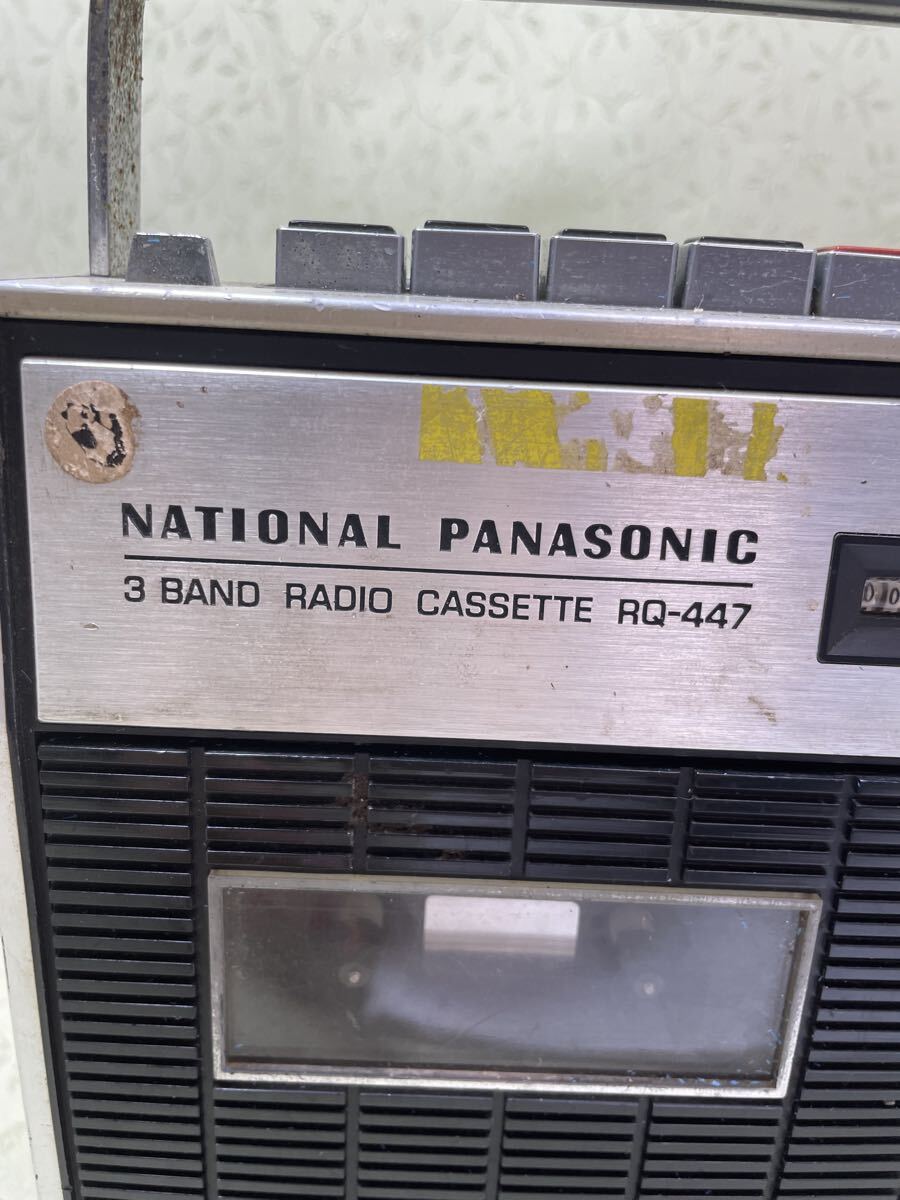 NATIONAL PANASONIC
3 BAND RADIO CASSETTE RQ-447